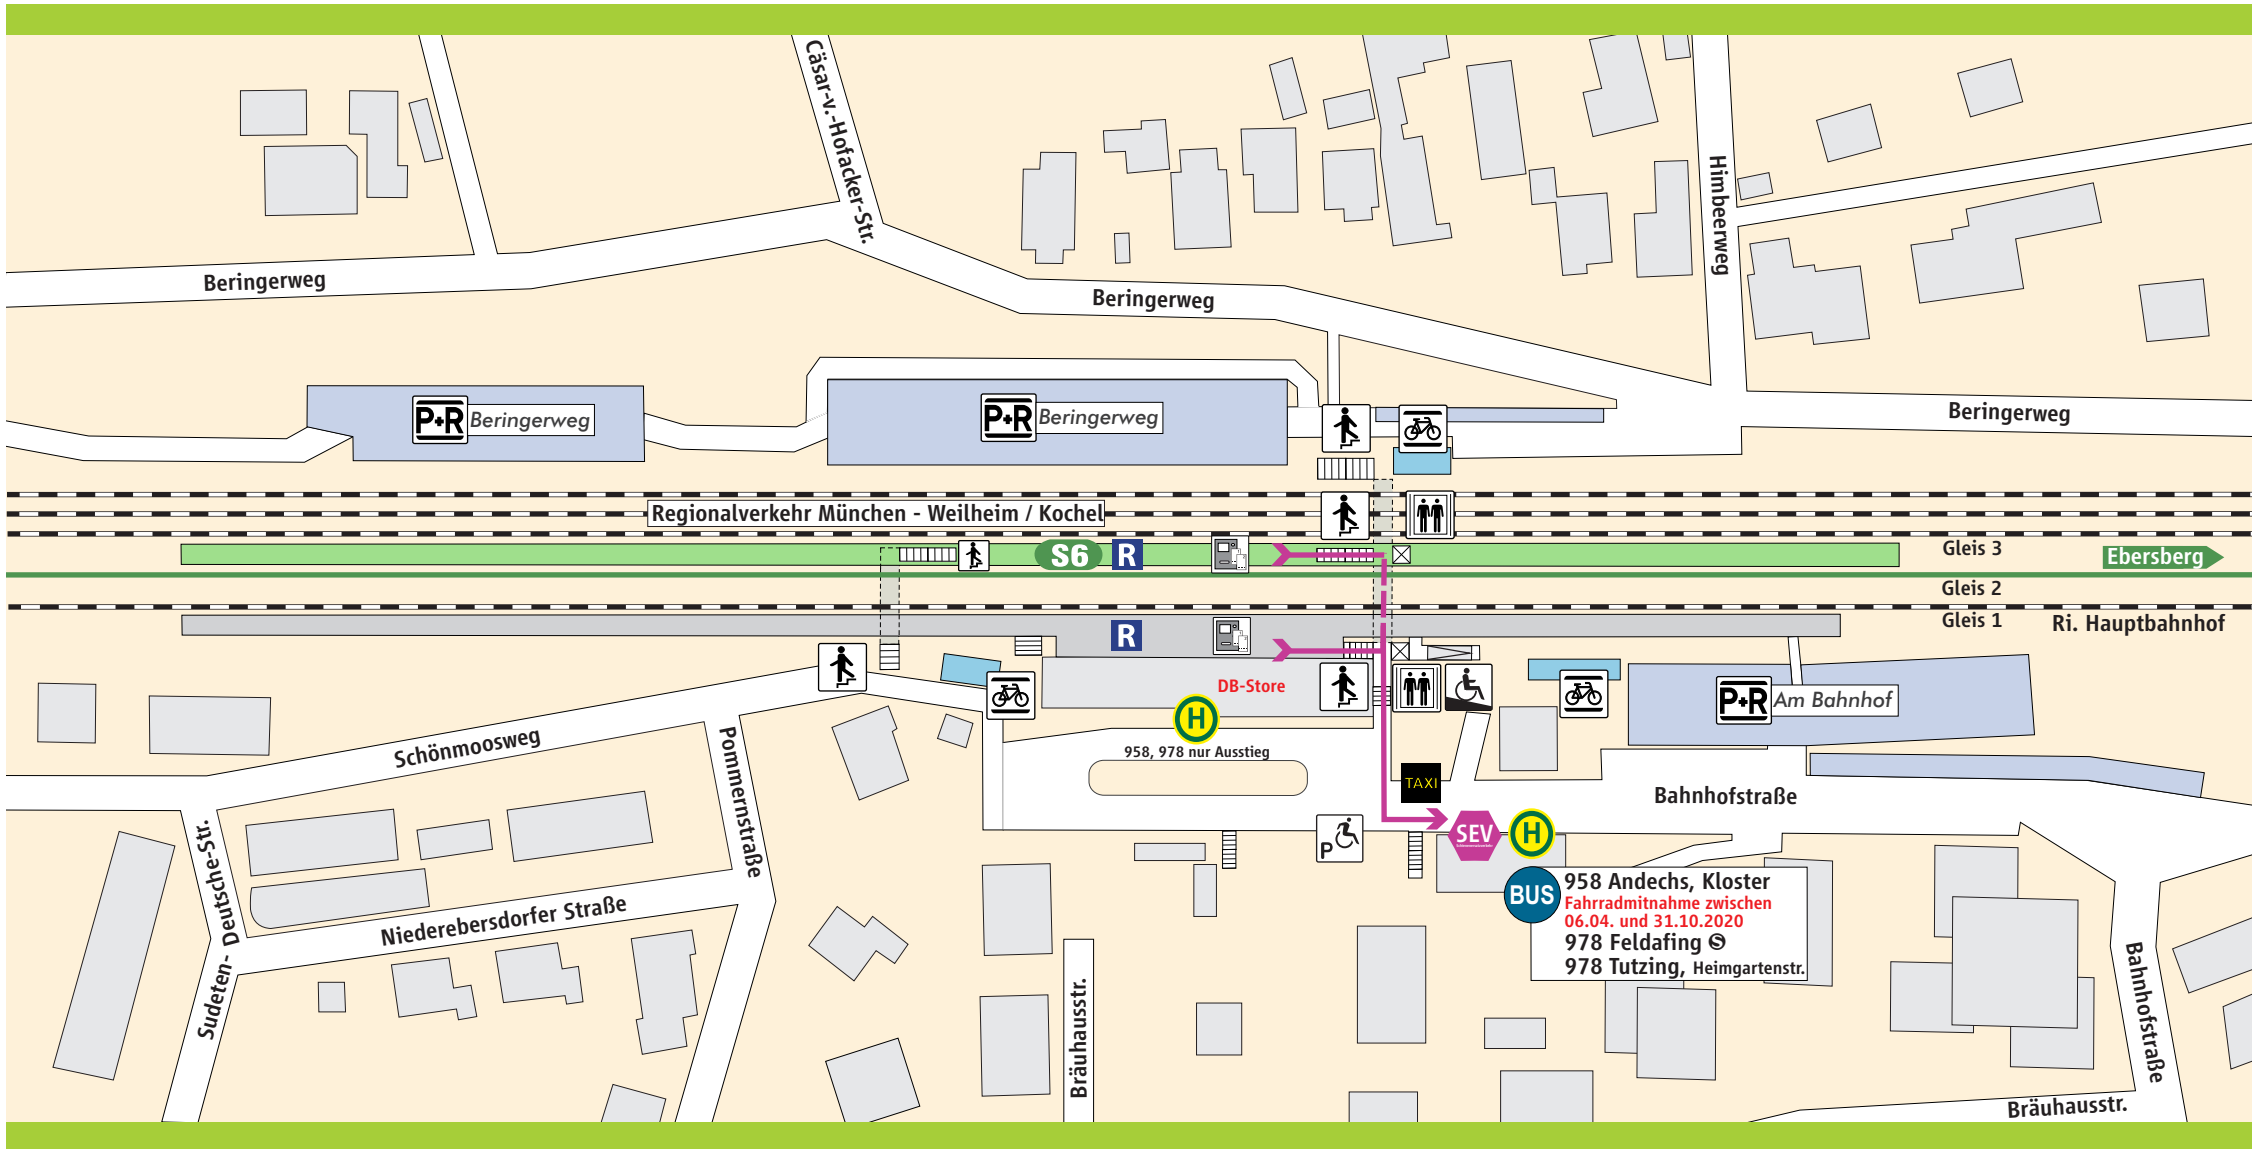 Cäsar-v.-Hofacker-Str.
Himbeerweg
Beringerweg
Beringerweg
Beringerweg
P+R Beringerweg
P+R Beringerweg
Regionalverkehr München - Weilheim / Kochel
S6 R
Gleis 3
Ebersberg
Gleis 2
Gleis 1
Ri. Hauptbahnhof
R
DB-Store
H
958, 978 nur Ausstieg
P+R Am Bahnhof
Schönmoosweg
Pommernstraße
TAXI
Bahnhofstraße
P
SEV
H
Sudeten- Deutsche-Str.
Niederebersdorfer Straße
BUS
958 Andechs, Kloster
Fahrradmitnahme zwischen
06.04. und 31.10.2020
978 Feldafing S
978 Tutzing, Heimgartenstr.
Bräuhausstr.
Bahnhofstraße
Bräuhausstr.